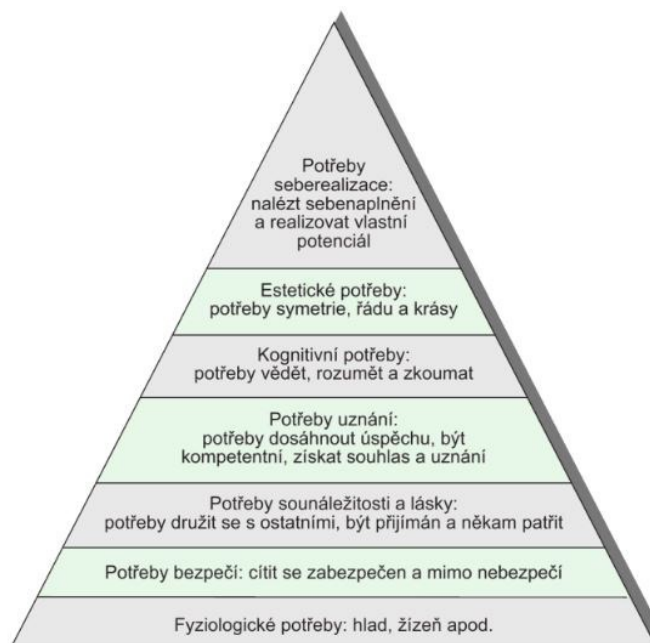 Potřeby
seberealizace:
nalézt sebenaplnění
a realizovat vlastní
potenciál
Estetické potřeby:
potřeby symetrie, řádu a krásy
Kognitivní potřeby:
potřeby vědět, rozumět a zkoumat
Potřeby uznání:
potřeby dosáhnout úspěchu, být
kompetentní, získat souhlas a uznání
Potřeby sounáležitosti a lásky:
potřeby družit se s ostatními, být přijímán a někam patřit
Potřeby bezpečí: cítit se zabezpečen a mimo nebezpečí
Fyziologické potřeby: hlad, žízeň apod.